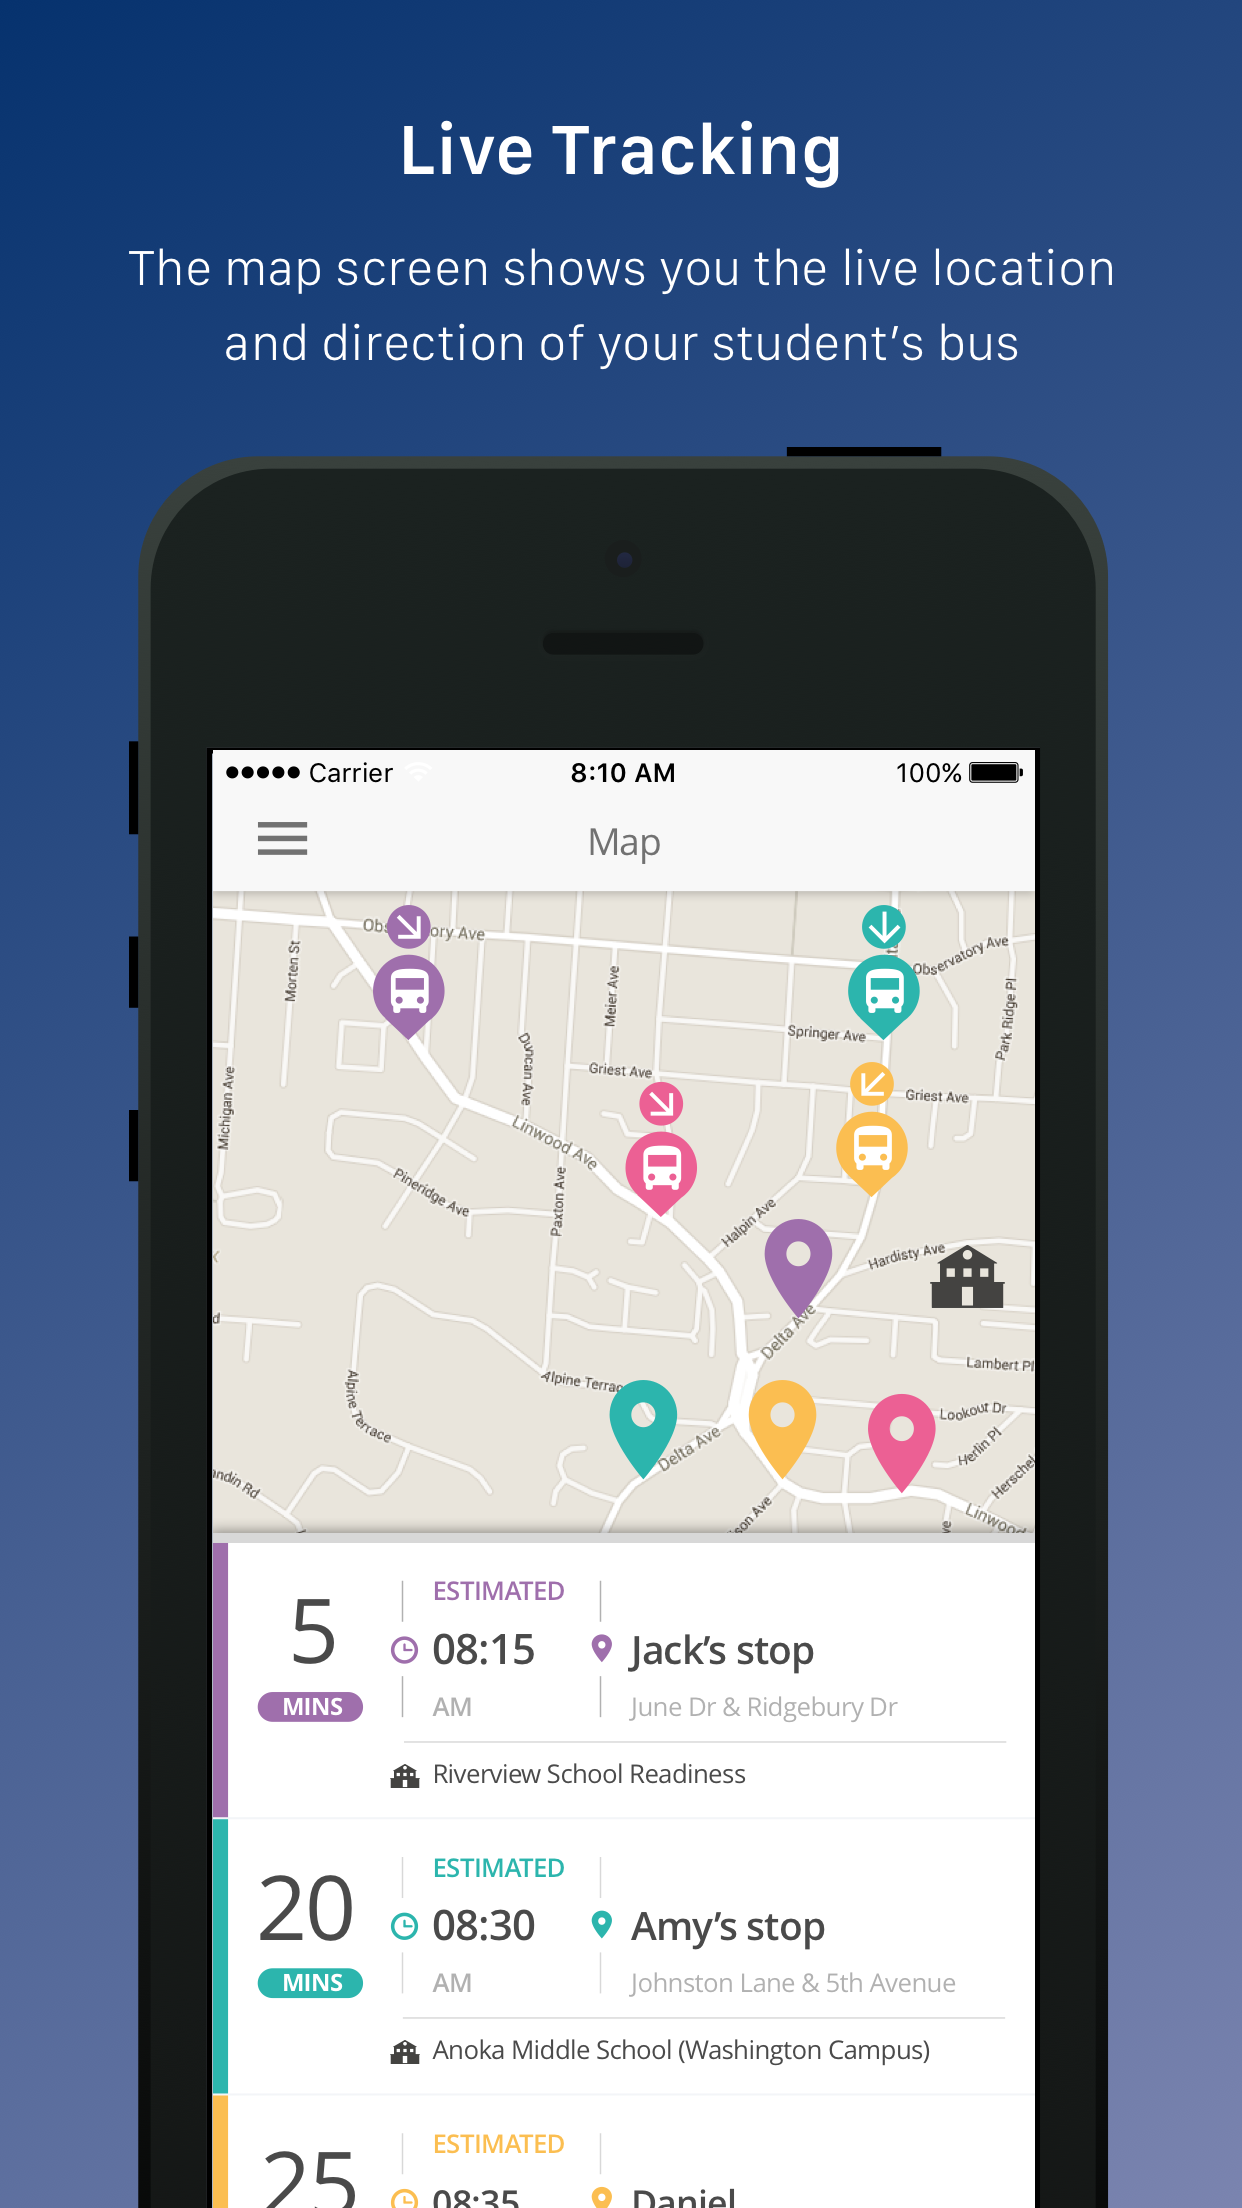 Live Tracking
The map screen shows you the live location
and direction of your student’s bus
Carrier
8:10 AM
100%
Map
Observatory Ave
Morten St
Meier Ave
Observatory Ave
Park Ridge Pl
Springer Ave
Duncan Ave
Griest Ave
Griest Ave
Michigan Ave
Linwood Ave
Pineridge Ave
Paxton Ave
Halpin Ave
Hardisty Ave
Delta Ave
Lambert Pl
Alpine Terrac
Alpine Terrace
Lookout Dr
Delta Ave
Herlin Pl
Herschel
andin Rd
son Ave
Linwood
ve
5
MINS
ESTIMATED
08:15
AM
Jack’s stop
June Dr & Ridgebury Dr
Riverview School Readiness
20
MINS
ESTIMATED
08:30
AM
Amy’s stop
Johnston Lane & 5th Avenue
Anoka Middle School (Washington Campus)
25
ESTIMATED
08:35
Daniel